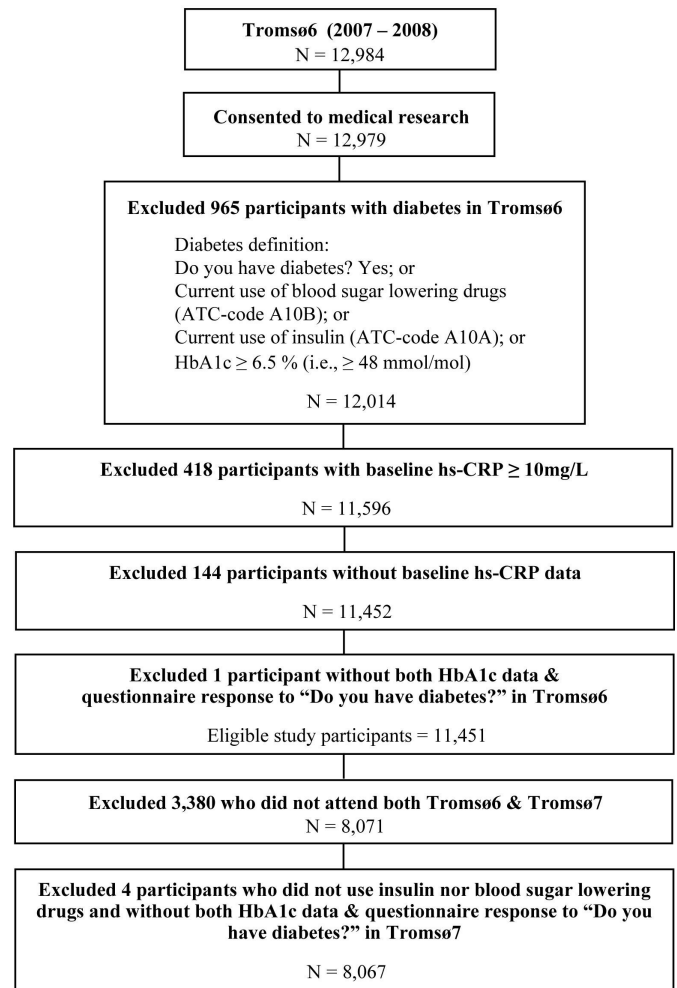 Tromsø6 (2007 – 2008)
N = 12,984
Consented to medical research
N = 12,979
Excluded 965 participants with diabetes in Tromsø6
Diabetes definition:
Do you have diabetes? Yes; or
Current use of blood sugar lowering drugs
(ATC-code A10B); or
Current use of insulin (ATC-code A10A); or
HbA1c ≥ 6.5 % (i.e., ≥ 48 mmol/mol)
N = 12,014
Excluded 418 participants with baseline hs-CRP ≥ 10mg/L
N = 11,596
Excluded 144 participants without baseline hs-CRP data
N = 11,452
Excluded 1 participant without both HbA1c data &
questionnaire response to “Do you have diabetes?” in Tromsø6
Eligible study participants = 11,451
Excluded 3,380 who did not attend both Tromsø6 & Tromsø7
N = 8,071
Excluded 4 participants who did not use insulin nor blood sugar lowering
drugs and without both HbA1c data & questionnaire response to “Do you
have diabetes?” in Tromsø7
N = 8,067